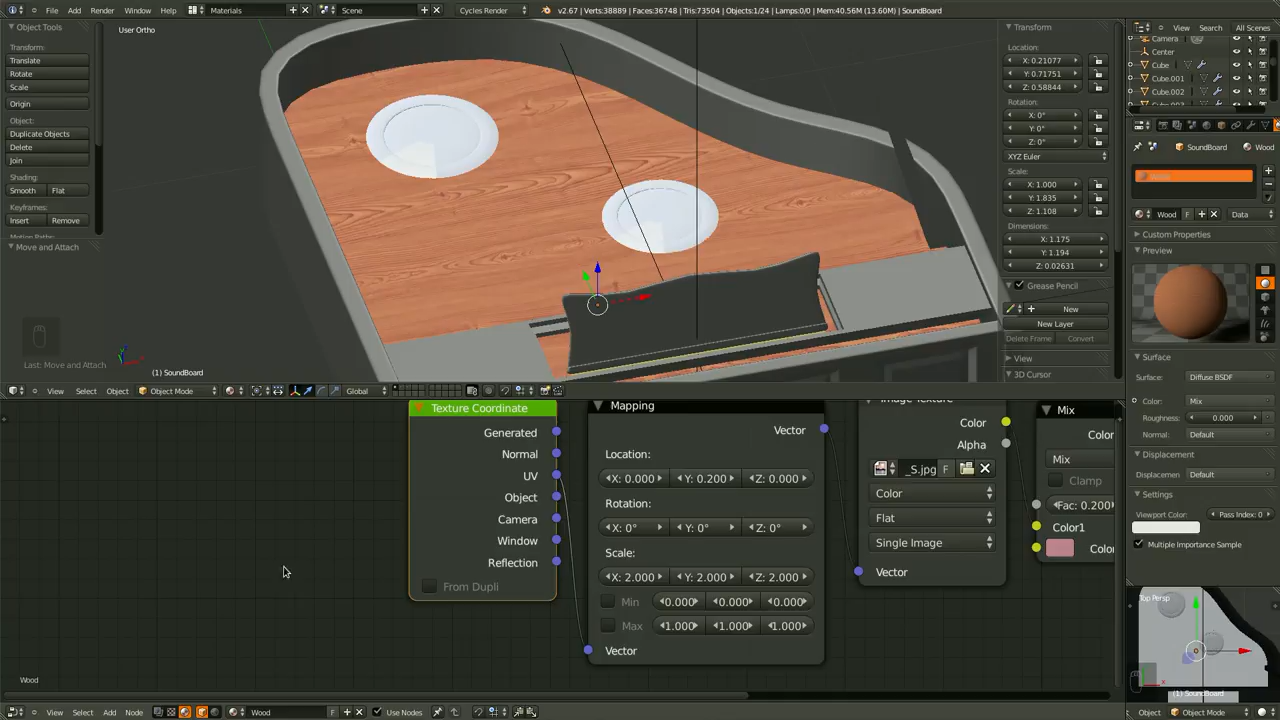 File Add Render Window Help Materials Scene Cycles Render v2.67 | Verts:38889 | Faces:36748 | Tris:73504 | Objects:1/24 | Lamps:0/0 | Mem:40.56M (13.60M) | SoundBoard
Object Tools
Transform:
Translate
Rotate
Scale
Origin
Object:
Duplicate Objects
Delete
Join
Shading:
Smooth Flat
Keyframes:
Insert Remove
Motion Paths:
Move and Attach
User Ortho
Last: Move and Attach
(1) SoundBoard
Transform
Location:
X: 0.21077
Y: 0.71751
Z: 0.58844
Rotation:
X: 0°
Y: 0°
Z: 0°
XYZ Euler
Scale:
X: 1.000
Y: 1.835
Z: 1.108
Dimensions:
X: 1.175
Y: 1.194
Z: 0.02631
Grease Pencil
New
New Layer
Delete Frame Convert
View
3D Cursor
View Search All Scenes
Camera
Center
Cube
Cube.001
Cube.002
SoundBoard Wood
Wood F Data
Custom Properties
Preview
Surface
Surface: Diffuse BSDF
Color: Mix
Roughness: 0.000
Normal: Default
Displacement
Displacemen Default
Settings
Viewport Color: Pass Index: 0
Multiple Importance Sample
Top Persp
(1) SoundBoard
Object Object Mode
View Select Object Object Mode Global
Texture Coordinate
Generated
Normal
UV
Object
Camera
Window
Reflection
From Dupli
Mapping
Vector
Location:
X: 0.000 Y: 0.200 Z: 0.000
Rotation:
X: 0° Y: 0° Z: 0°
Scale:
X: 2.000 Y: 2.000 Z: 2.000
Min 0.000 0.000 0.000
Max 1.000 1.000 1.000
Vector
Image Texture
Color
Alpha
_S.jpg F
Color
Flat
Single Image
Vector
Mix
Color
Mix
Clamp
Fac: 0.200
Color1
Color
Wood
View Select Add Node Wood F Use Nodes